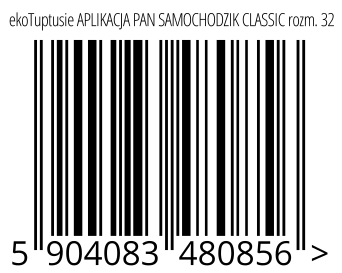 ekoTuptusie APLIKACJA PAN SAMOCHODZIK CLASSIC rozm. 32
5 904083 480856 >